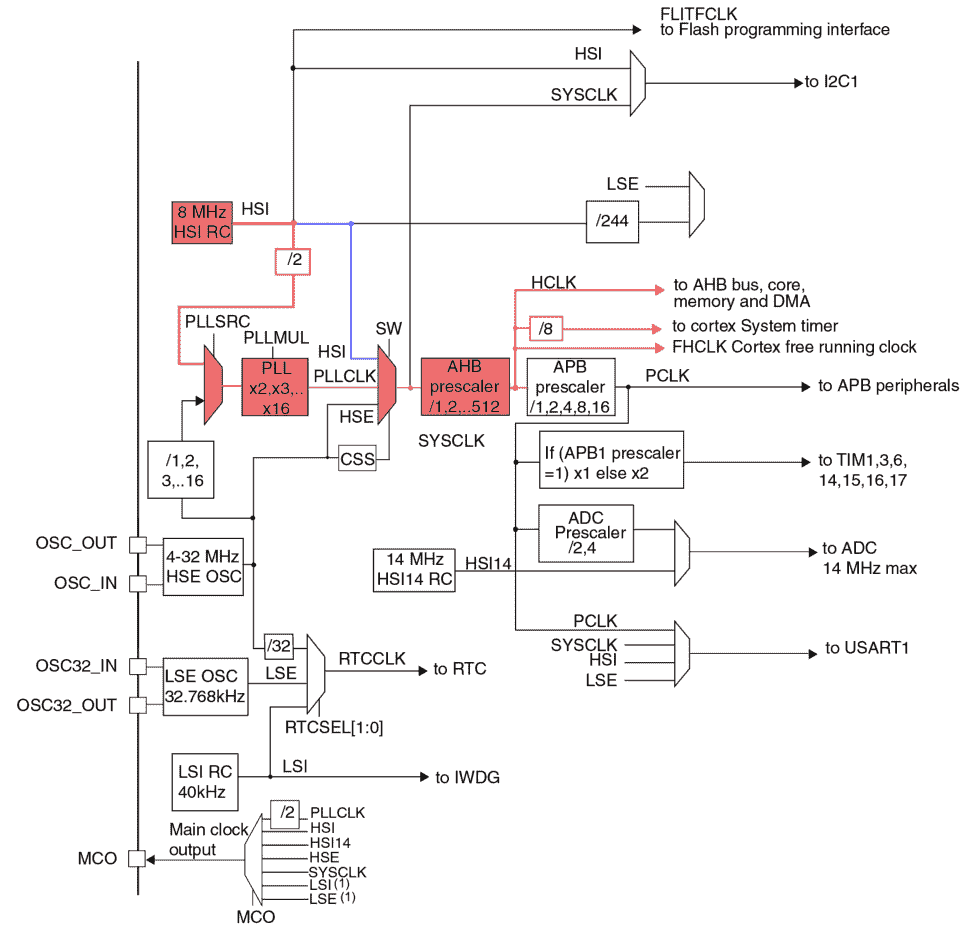 FLITFCLK
to Flash programming interface
HSI
to I2C1
SYSCLK
LSE
8 MHz
HSI RC
HSI
/244
/2
HCLK
to AHB bus, core,
memory and DMA
PLLSRC
SW
/8
to cortex System timer
PLLMUL
HSI
FHCLK Cortex free running clock
PLL
x2,x3,..
x16
PLLCLK
AHB
prescaler
/1,2,..512
APB
prescaler
/1,2,4,8,16
PCLK
to APB peripherals
HSE
SYSCLK
CSS
/1,2,
3,..16
If (APB1 prescaler
=1) x1 else x2
to TIM1,3,6,
14,15,16,17
ADC
Prescaler
/2,4
OSC_OUT
4-32 MHz
HSE OSC
OSC_IN
14 MHz
HSI14 RC
HSI14
to ADC
14 MHz max
PCLK
SYSCLK
HSI
LSE
to USART1
/32
OSC32_IN
RTCCLK
to RTC
LSE OSC
32.768kHz
LSE
OSC32_OUT
RTCSEL[1:0]
LSI RC
40kHz
LSI
to IWDG
/2
PLLCLK
Main clock
output
HSI
HSI14
MCO
HSE
SYSCLK
LSI(1)
LSE(1)
MCO